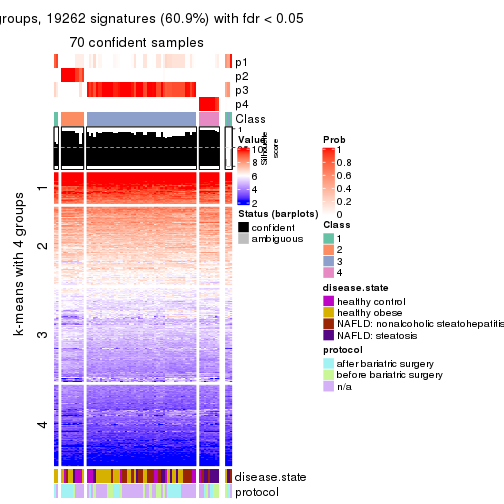 groups, 19262 signatures (60.9%) with fdr < 0.05
70 confident samples
p1
p2
p3
p4
Class
1
Silhouette
score
k-means with 4 groups
1
2
3
4
Value
10
8
6
4
2
Status (barplots)
confident
ambiguous
Prob
1
0.8
0.6
0.4
0.2
0
Class
1
2
3
4
disease.state
healthy control
healthy obese
NAFLD: nonalcoholic steatohepatitis
NAFLD: steatosis
protocol
after bariatric surgery
before bariatric surgery
n/a
disease.state
protocol